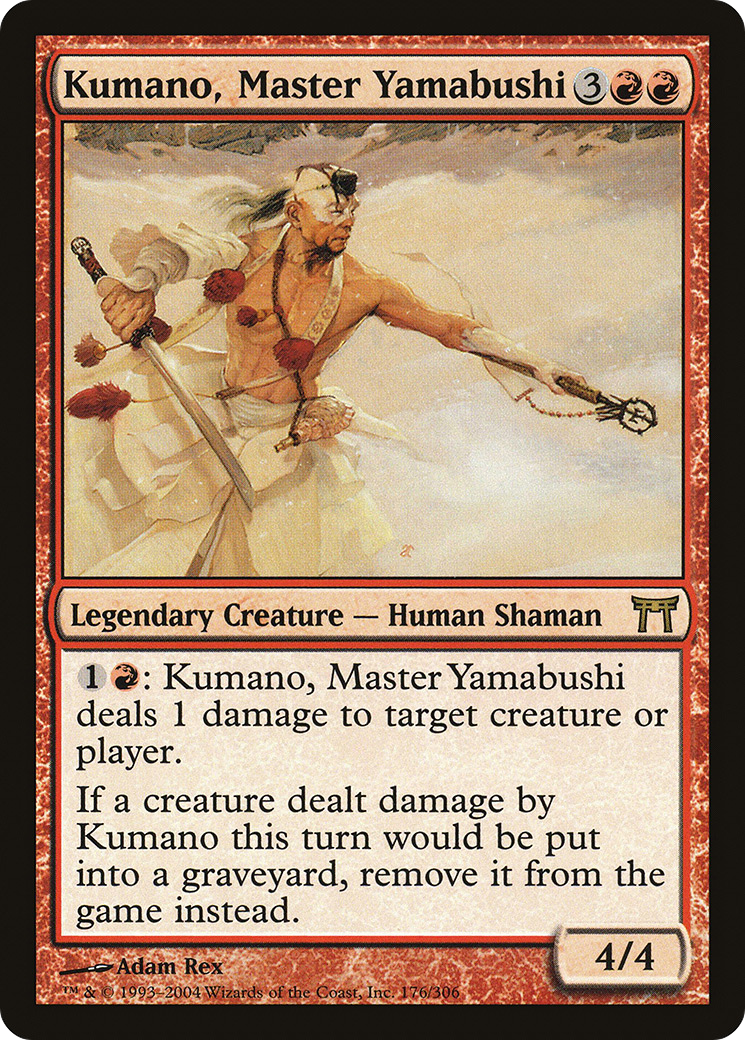 Kumano, Master Yamabushi 3
Legendary Creature — Human Shaman
1 : Kumano, Master Yamabushi
deals 1 damage to target creature or
player.
If a creature dealt damage by
Kumano this turn would be put
into a graveyard, remove it from the
game instead.
4/4
Adam Rex
™ & © 1993–2004 Wizards of the Coast, Inc. 176/306